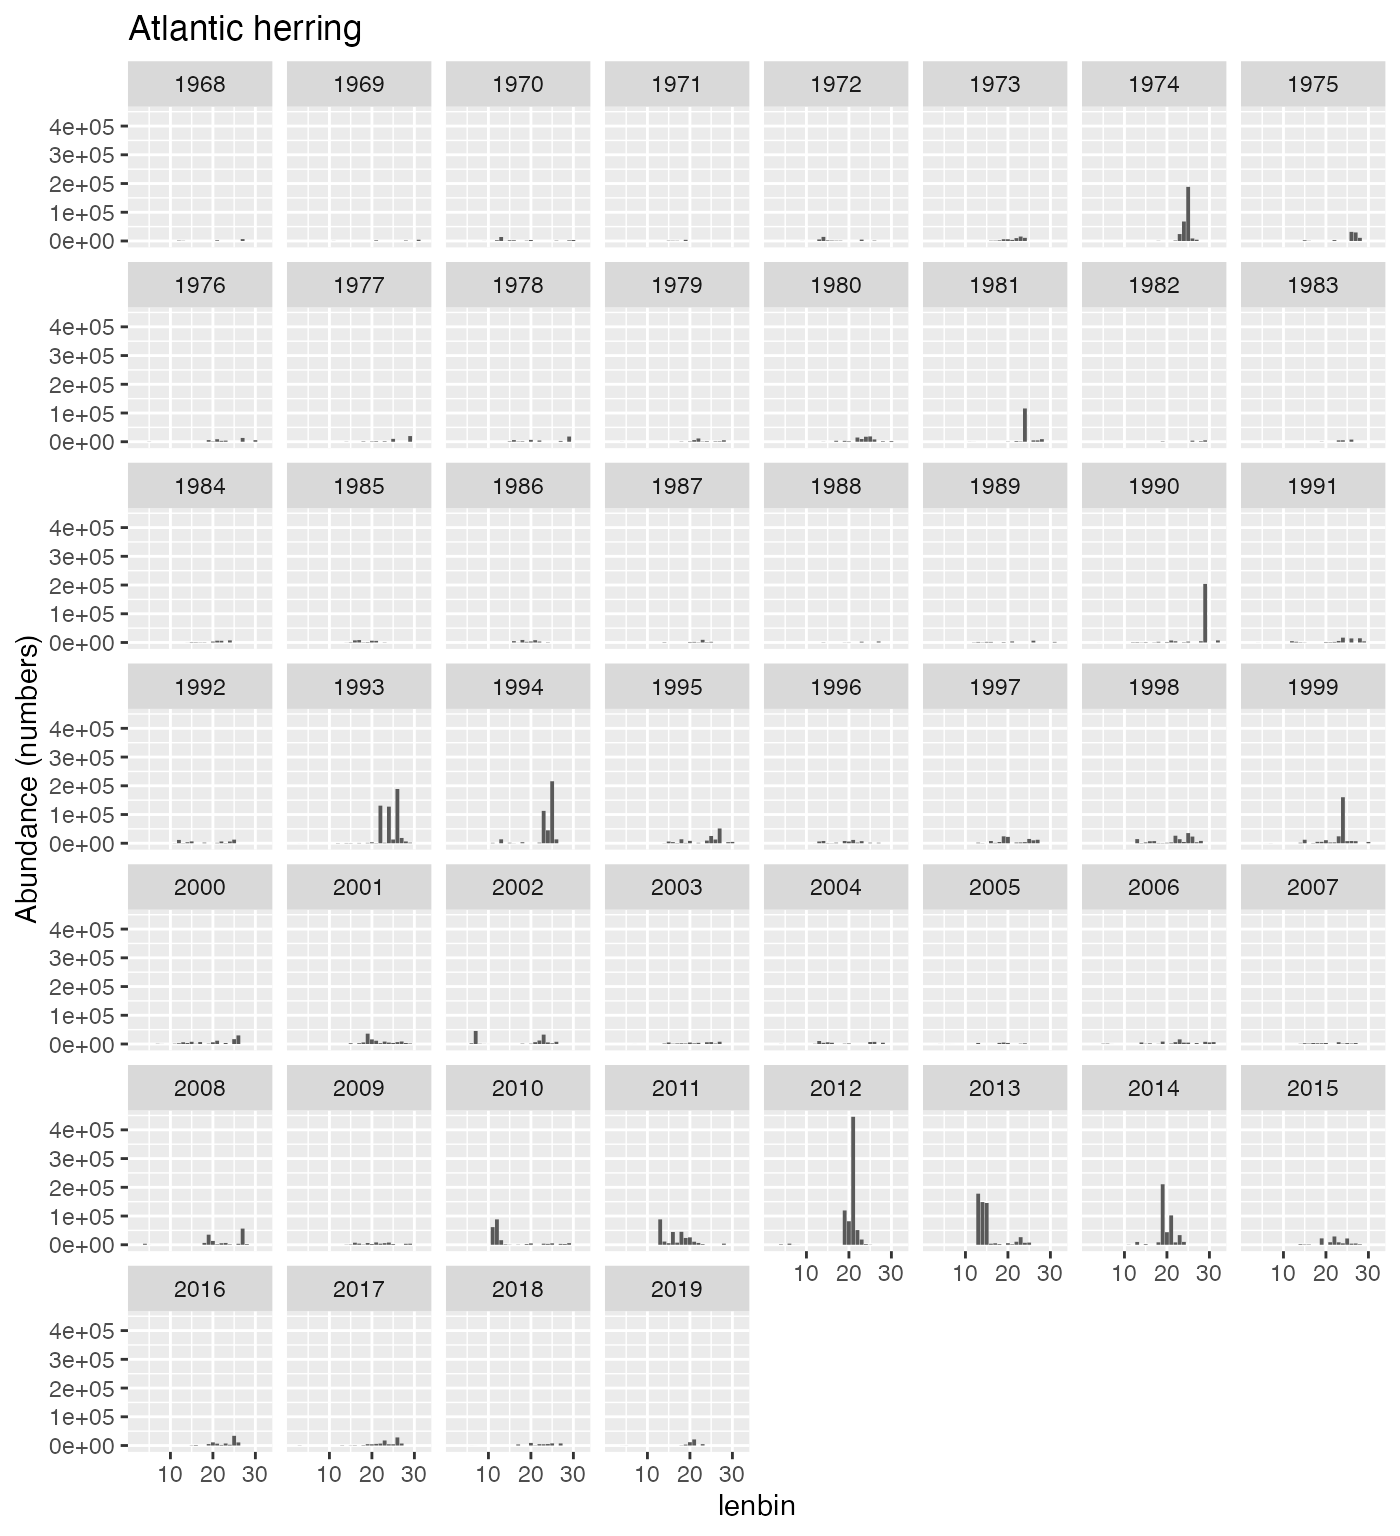 Atlantic herring
1968 1969 1970 1971 1972 1973 1974 1975
4e+05
3e+05
2e+05
1e+05
0e+00
1976 1977 1978 1979 1980 1981 1982 1983
4e+05
3e+05
2e+05
1e+05
0e+00
1984 1985 1986 1987 1988 1989 1990 1991
4e+05
3e+05
2e+05
1e+05
0e+00
Abundance (numbers)
1992 1993 1994 1995 1996 1997 1998 1999
4e+05
3e+05
2e+05
1e+05
0e+00
2000 2001 2002 2003 2004 2005 2006 2007
4e+05
3e+05
2e+05
1e+05
0e+00
2008 2009 2010 2011 2012 2013 2014 2015
4e+05
3e+05
2e+05
1e+05
0e+00
10 20 30 10 20 30 10 20 30 10 20 30
2016 2017 2018 2019
4e+05
3e+05
2e+05
1e+05
0e+00
10 20 30 10 20 30 10 20 30 10 20 30
lenbin